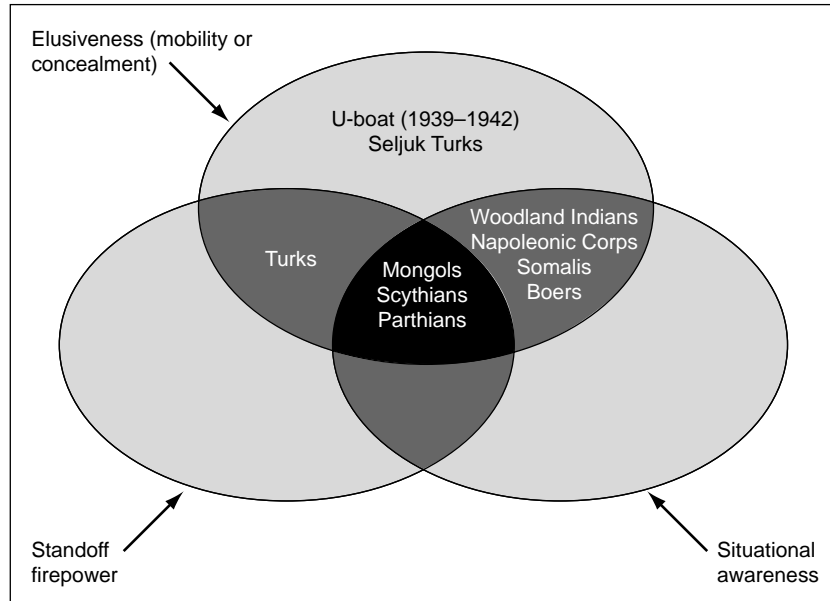 Elusiveness (mobility or
concealment)
U-boat (1939–1942)
Seljuk Turks
Woodland Indians
Napoleonic Corps
Somalis
Boers
Turks
Mongols
Scythians
Parthians
Standoff
firepower
Situational
awareness